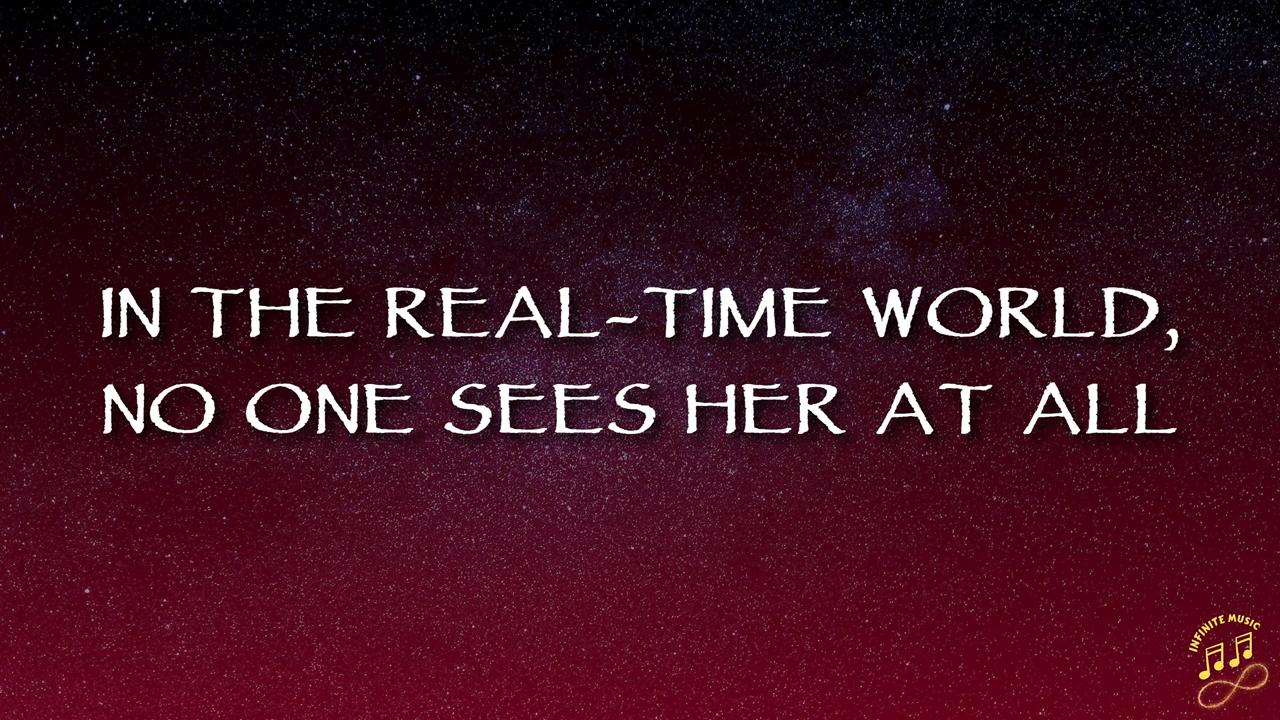 IN THE REAL-TIME WORLD,
NO ONE SEES HER AT ALL
INFINITE MUSIC